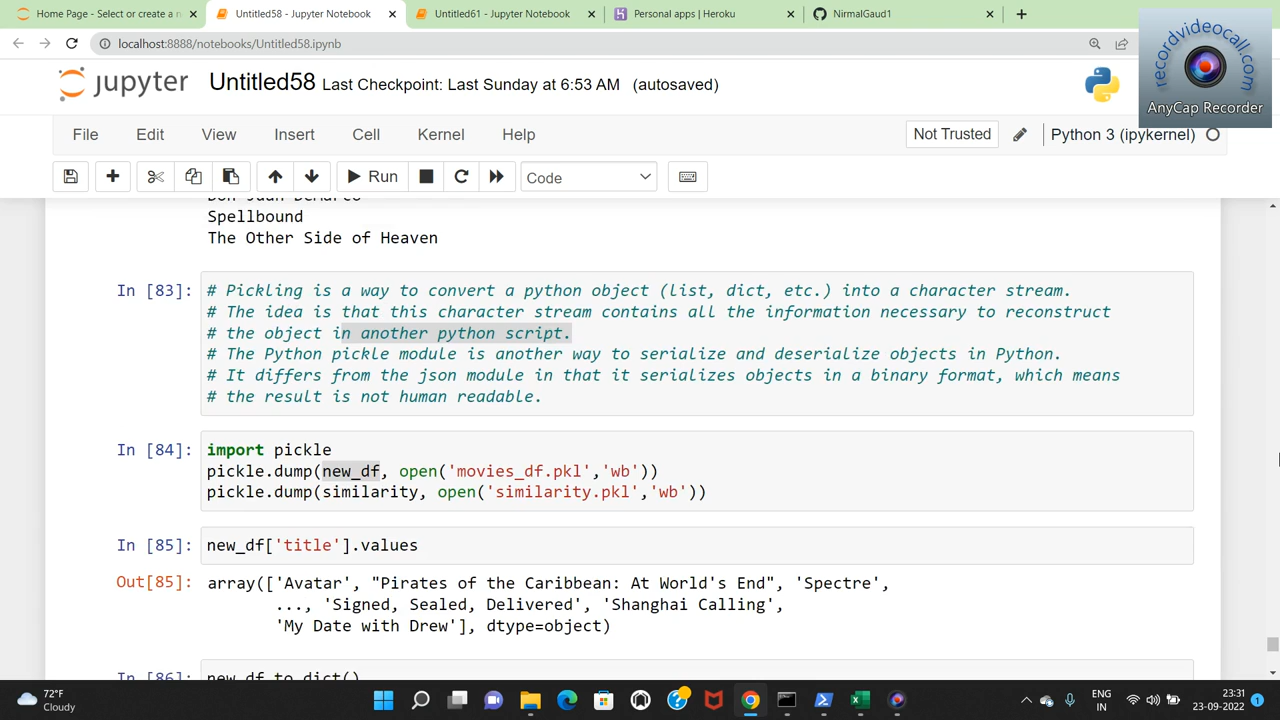 Home Page - Select or create a n
Untitled58 - Jupyter Notebook
Untitled61 - Jupyter Notebook
Personal apps | Heroku
NirmalGaud1
localhost:8888/notebooks/Untitled58.ipynb
recordvideocall.com
AnyCap Recorder
jupyter Untitled58 Last Checkpoint: Last Sunday at 6:53 AM (autosaved)
File Edit View Insert Cell Kernel Help
Not Trusted
Python 3 (ipykernel)
Run
Code
Don Juan DeMarco
Spellbound
The Other Side of Heaven
In [83]: # Pickling is a way to convert a python object (list, dict, etc.) into a character stream.
# The idea is that this character stream contains all the information necessary to reconstruct
# the object in another python script.
# The Python pickle module is another way to serialize and deserialize objects in Python.
# It differs from the json module in that it serializes objects in a binary format, which means
# the result is not human readable.
In [84]: import pickle
pickle.dump(new_df, open('movies_df.pkl','wb'))
pickle.dump(similarity, open('similarity.pkl','wb'))
In [85]: new_df['title'].values
Out[85]: array(['Avatar', "Pirates of the Caribbean: At World's End", 'Spectre',
..., 'Signed, Sealed, Delivered', 'Shanghai Calling',
'My Date with Drew'], dtype=object)
In [86]: new_df.to_dict()
72°F
Cloudy
ENG
IN
23:31
23-09-2022
1